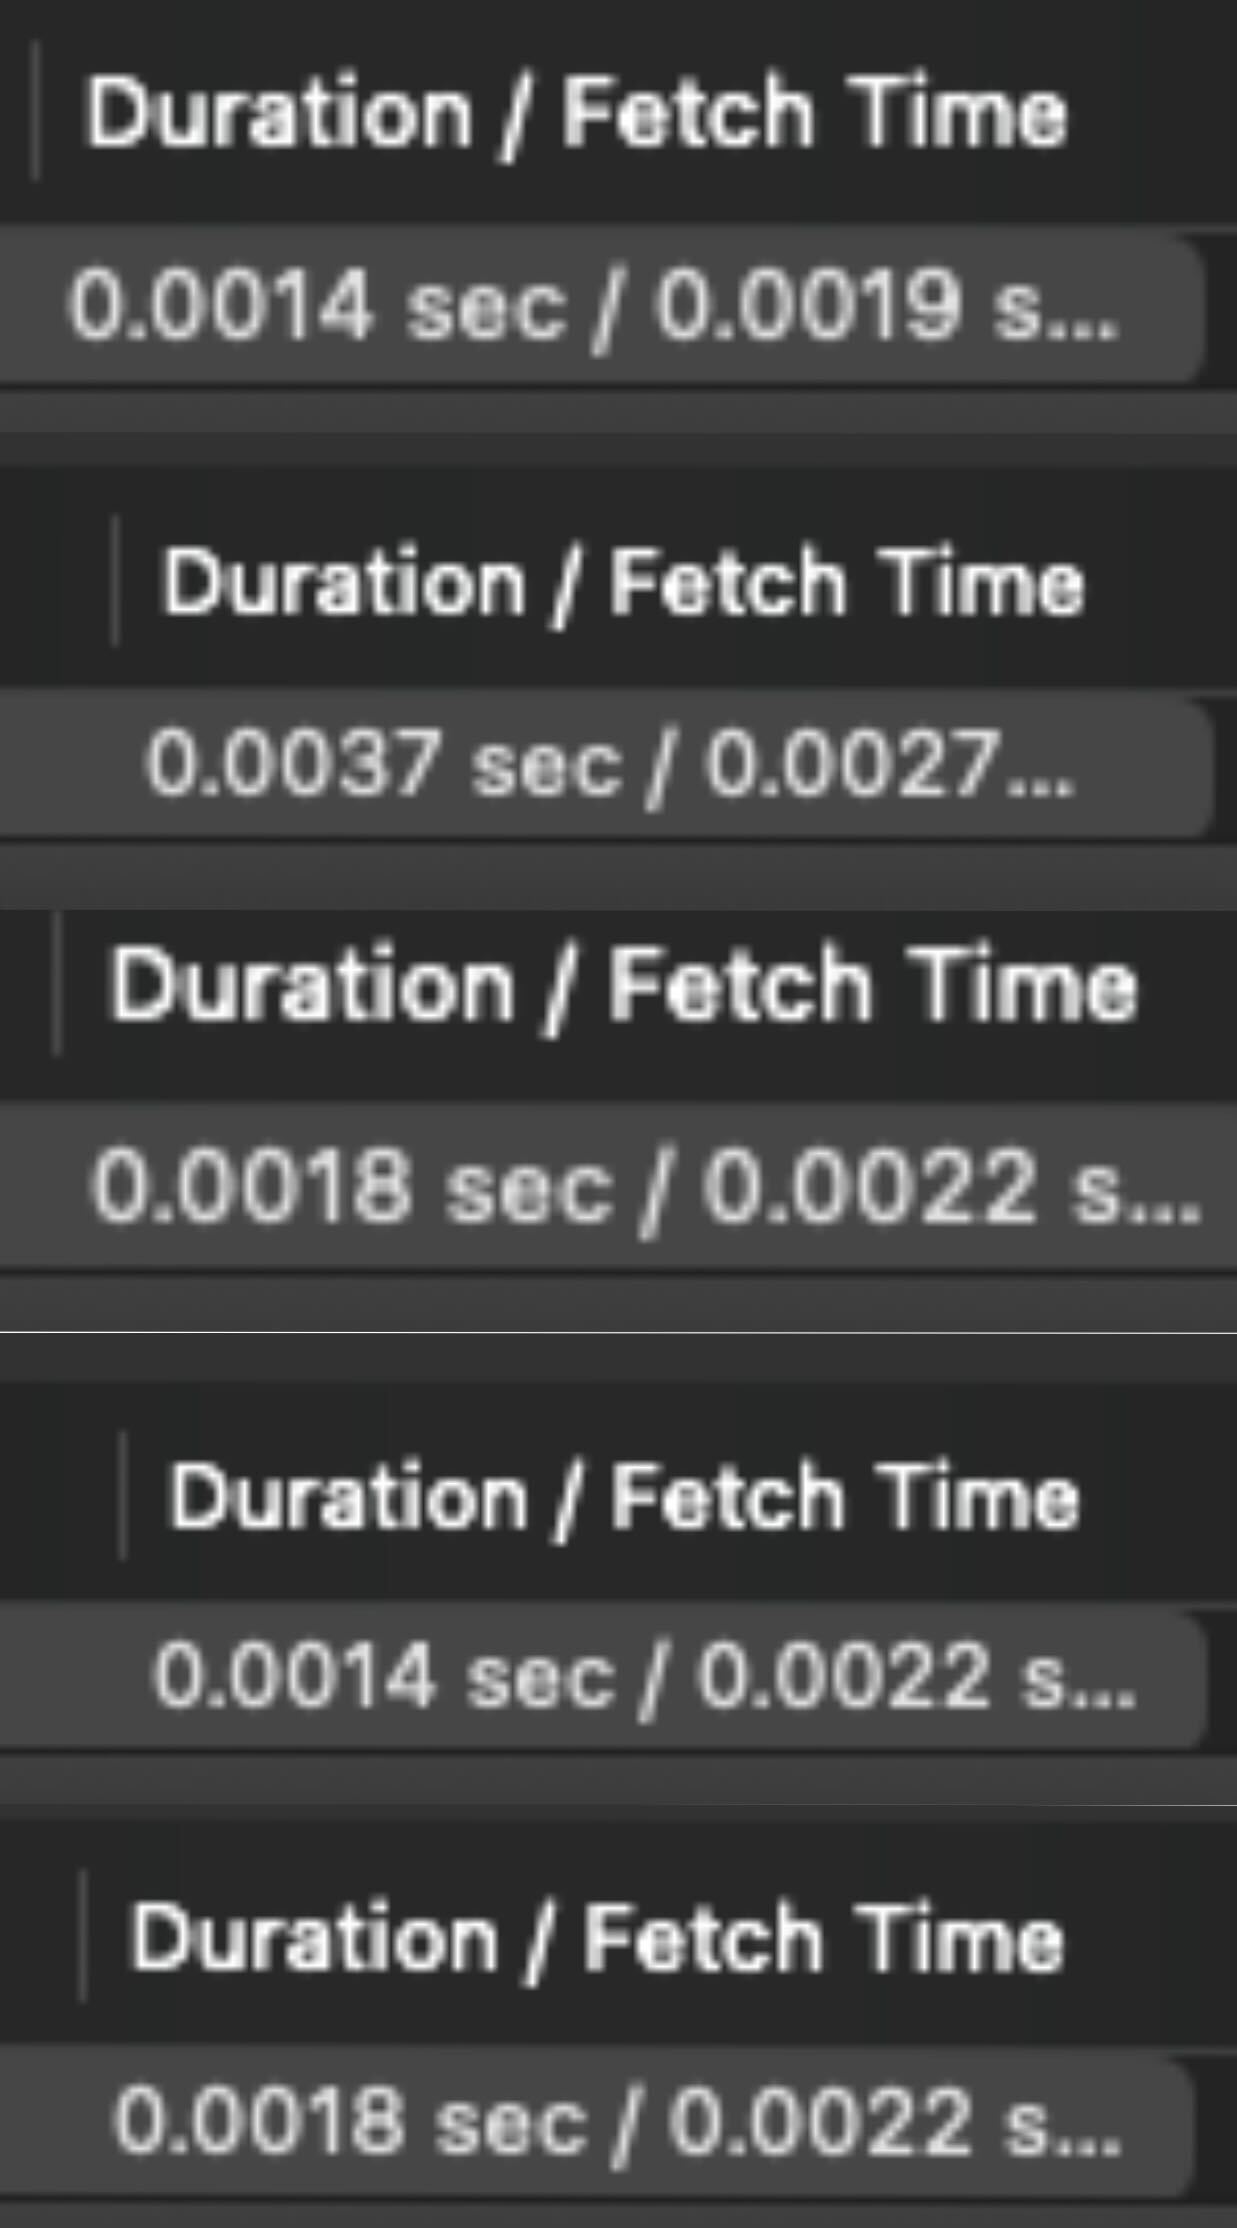 Duration / Fetch Time
0.0014 sec / 0.0019 s...
Duration / Fetch Time
0.0037 sec / 0.0027...
Duration / Fetch Time
0.0018 sec / 0.0022 s...
Duration / Fetch Time
0.0014 sec / 0.0022 s...
Duration / Fetch Time
0.0018 sec / 0.0022 s...